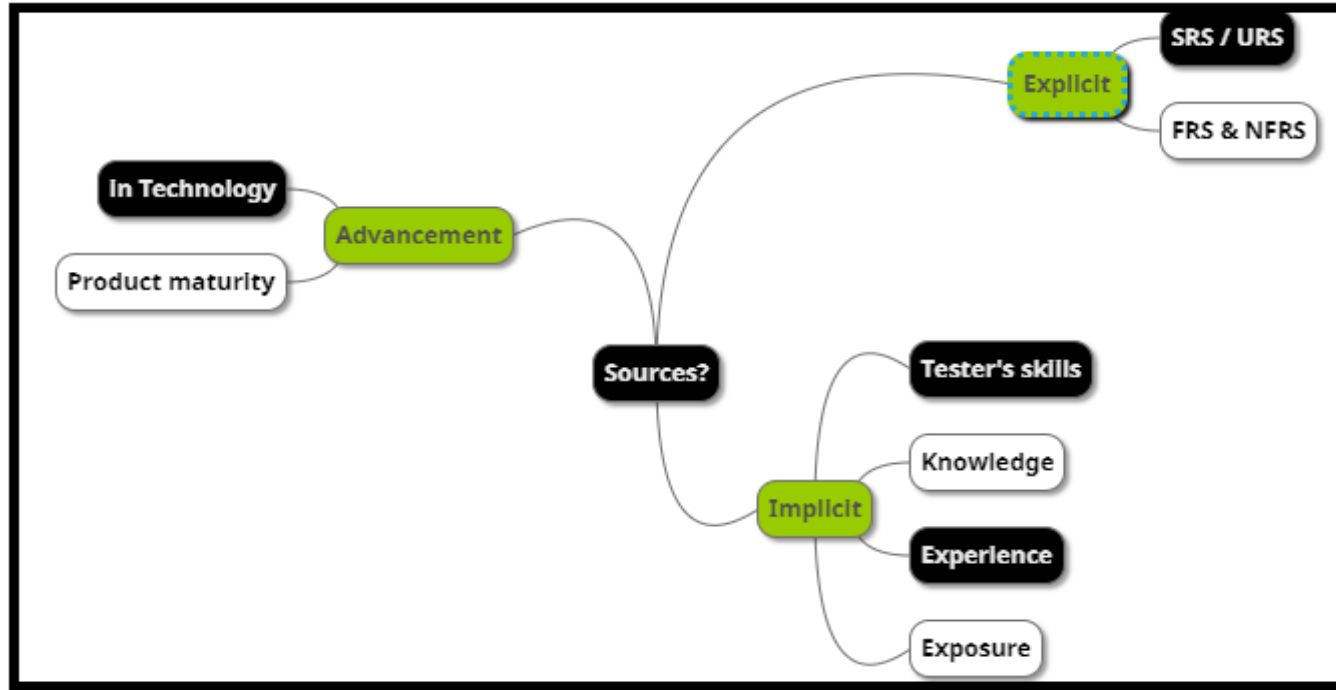 SRS / URS
Explicit
FRS & NFRS
in Technology
Advancement
Product maturity
Sources?
Tester's skills
Knowledge
Implicit
Experience
Exposure